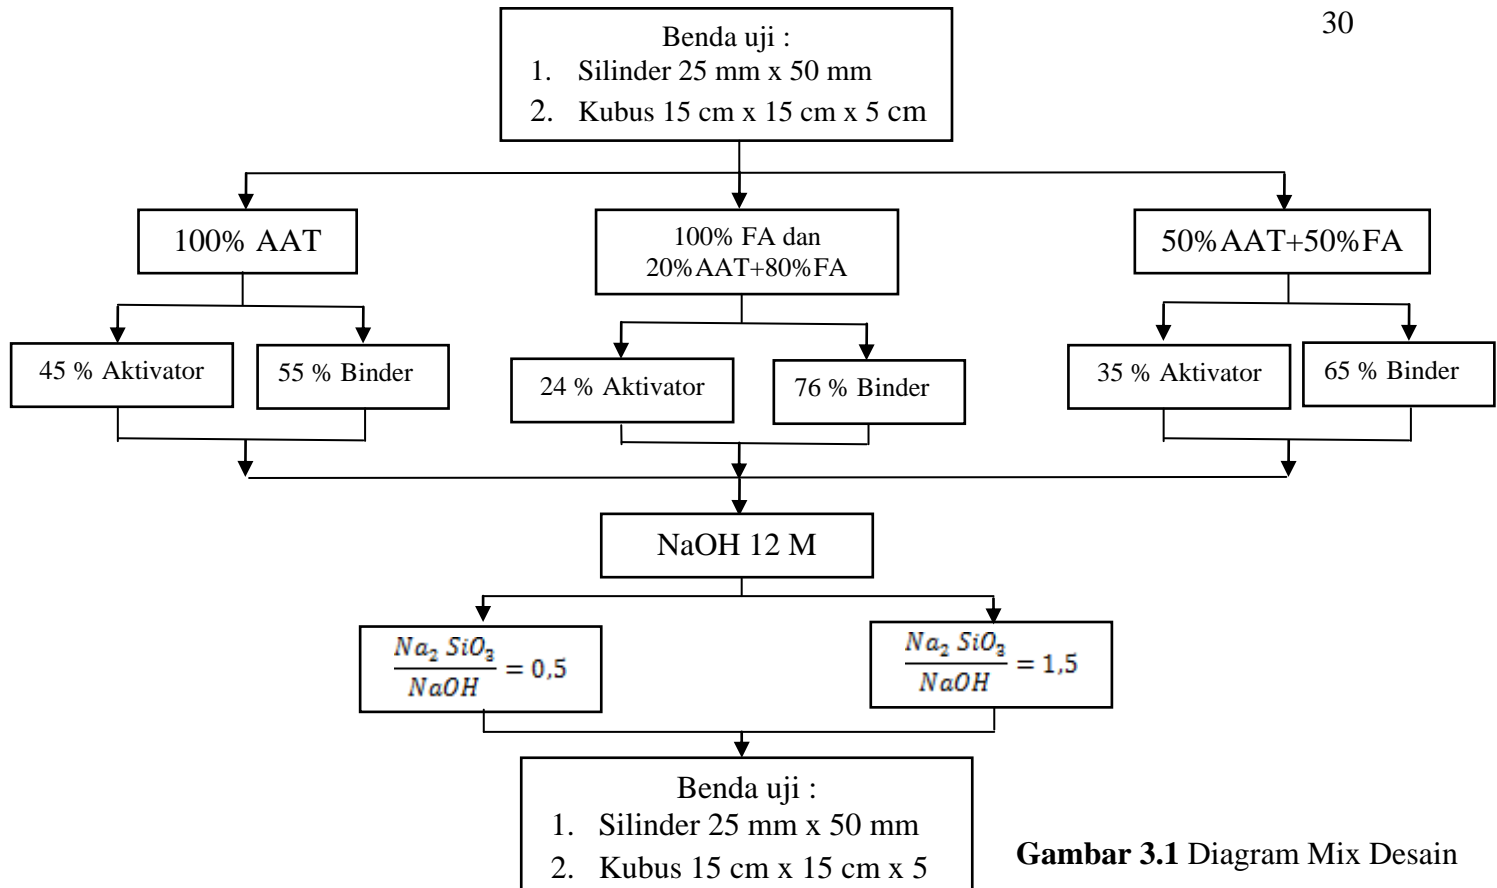 30
Benda uji :
1. Silinder 25 mm x 50 mm
2. Kubus 15 cm x 15 cm x 5 cm
100% AAT
100% FA dan
20%AAT+80%FA
50%AAT+50%FA
45 % Aktivator
55 % Binder
24 % Aktivator
76 % Binder
35 % Aktivator
65 % Binder
NaOH 12 M
Na₂ SiO₃
NaOH
= 0,5
Na₂ SiO₃
NaOH
= 1,5
Benda uji :
1. Silinder 25 mm x 50 mm
2. Kubus 15 cm x 15 cm x 5
Gambar 3.1 Diagram Mix Desain